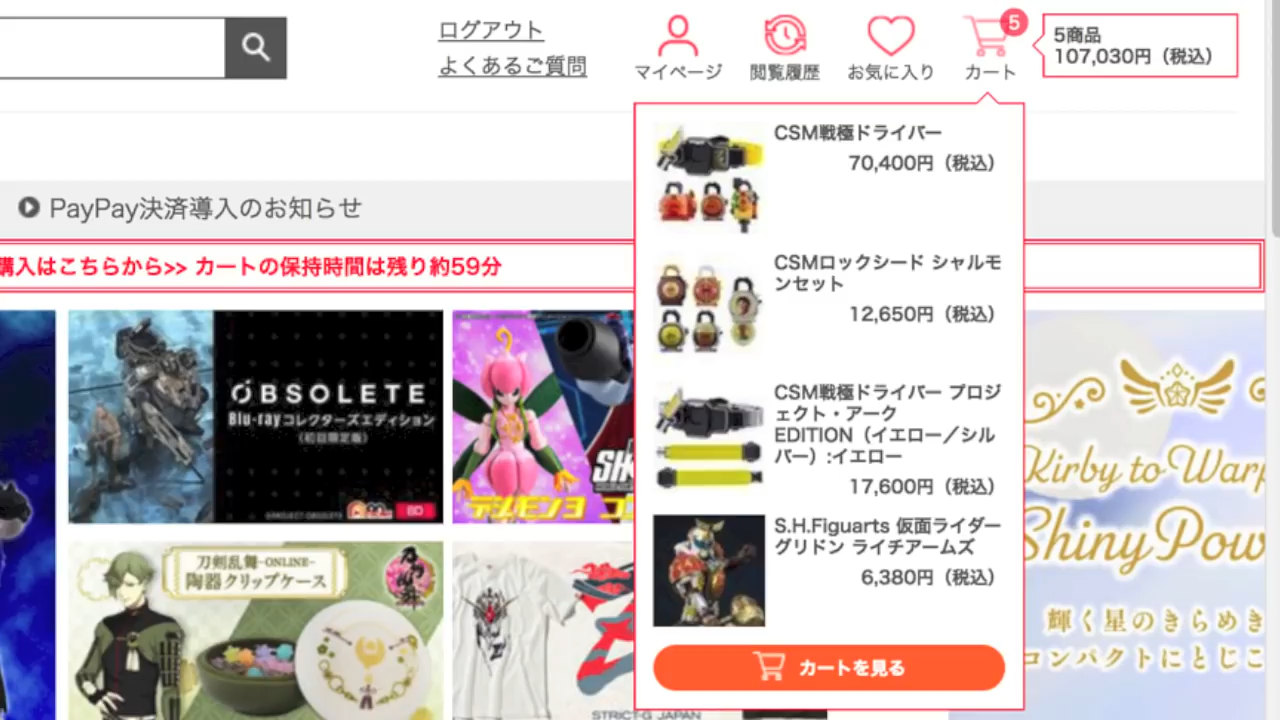 ログアウト
よくあるご質問
マイページ
閲覧履歴
お気に入り
カート
5
5商品
107,030円（税込）
PayPay決済導入のお知らせ
購入はこちらから>> カートの保持時間は残り約59分
CSM戦極ドライバー
70,400円（税込）
CSMロックシード シャルモ
ンセット
12,650円（税込）
CSM戦極ドライバー プロジ
ェクト・アーク
EDITION（イエロー／シル
バー）:イエロー
17,600円（税込）
S.H.Figuarts 仮面ライダー
グリドン ライチアームズ
6,380円（税込）
カートを見る
OBSOLETE
Blu-rayコレクターズエディション
（初回限定版）
BD
刀剣乱舞-ONLINE-
陶器クリップケース
STRICT-G JAPAN
Kirby to Warp
Shiny Pow
輝く星のきらめき
コンパクトにとじこ